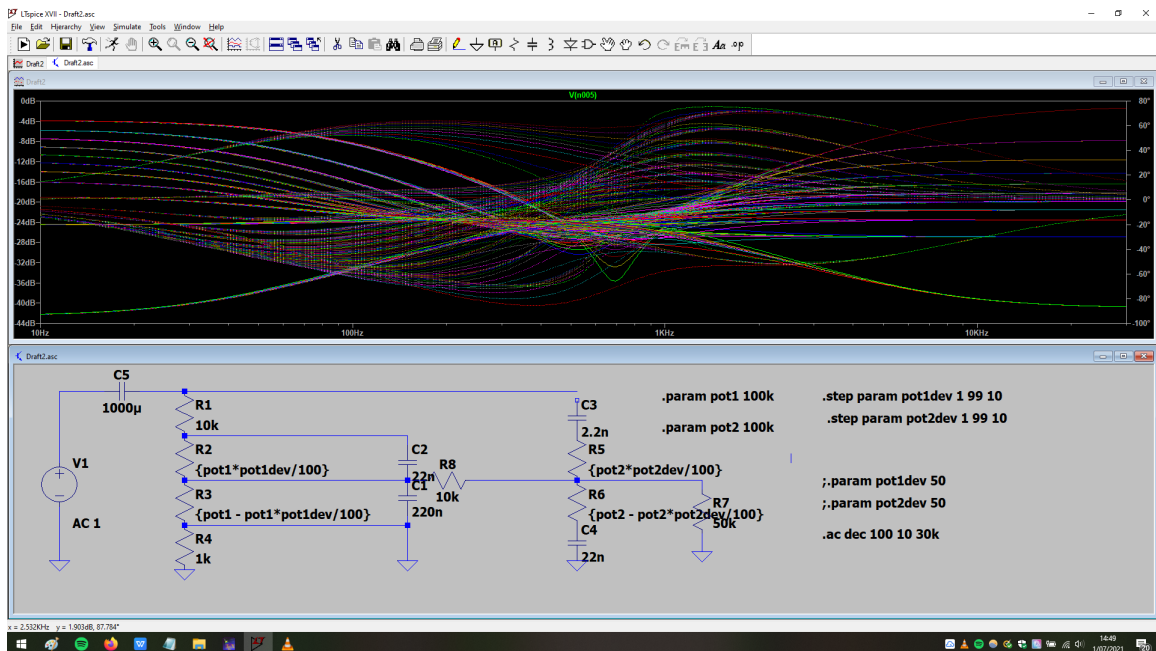 LTspice XVII - Draft2.asc
File Edit Hierarchy View Simulate Tools Window Help
Draft2 Draft2.asc
Draft2
V(n005)
0dB
-4dB
-8dB
-12dB
-16dB
-20dB
-24dB
-28dB
-32dB
-36dB
-40dB
-44dB
80°
60°
40°
20°
0°
-20°
-40°
-60°
-80°
-100°
10Hz 100Hz 1KHz 10KHz
Draft2.asc
C5
1000µ
R1
10k
R2
{pot1*pot1dev/100}
R3
{pot1 - pot1*pot1dev/100}
R4
1k
V1
AC 1
C2
22n
C1
220n
R8
10k
C3
2.2n
R5
{pot2*pot2dev/100}
R6
{pot2 - pot2*pot2dev/100}
C4
22n
R7
50k
.param pot1 100k
.param pot2 100k
.step param pot1dev 1 99 10
.step param pot2dev 1 99 10
;.param pot1dev 50
;.param pot2dev 50
.ac dec 100 10 30k
x = 2.532KHz y = 1.903dB, 87.784°
14:49
1/07/2021
20